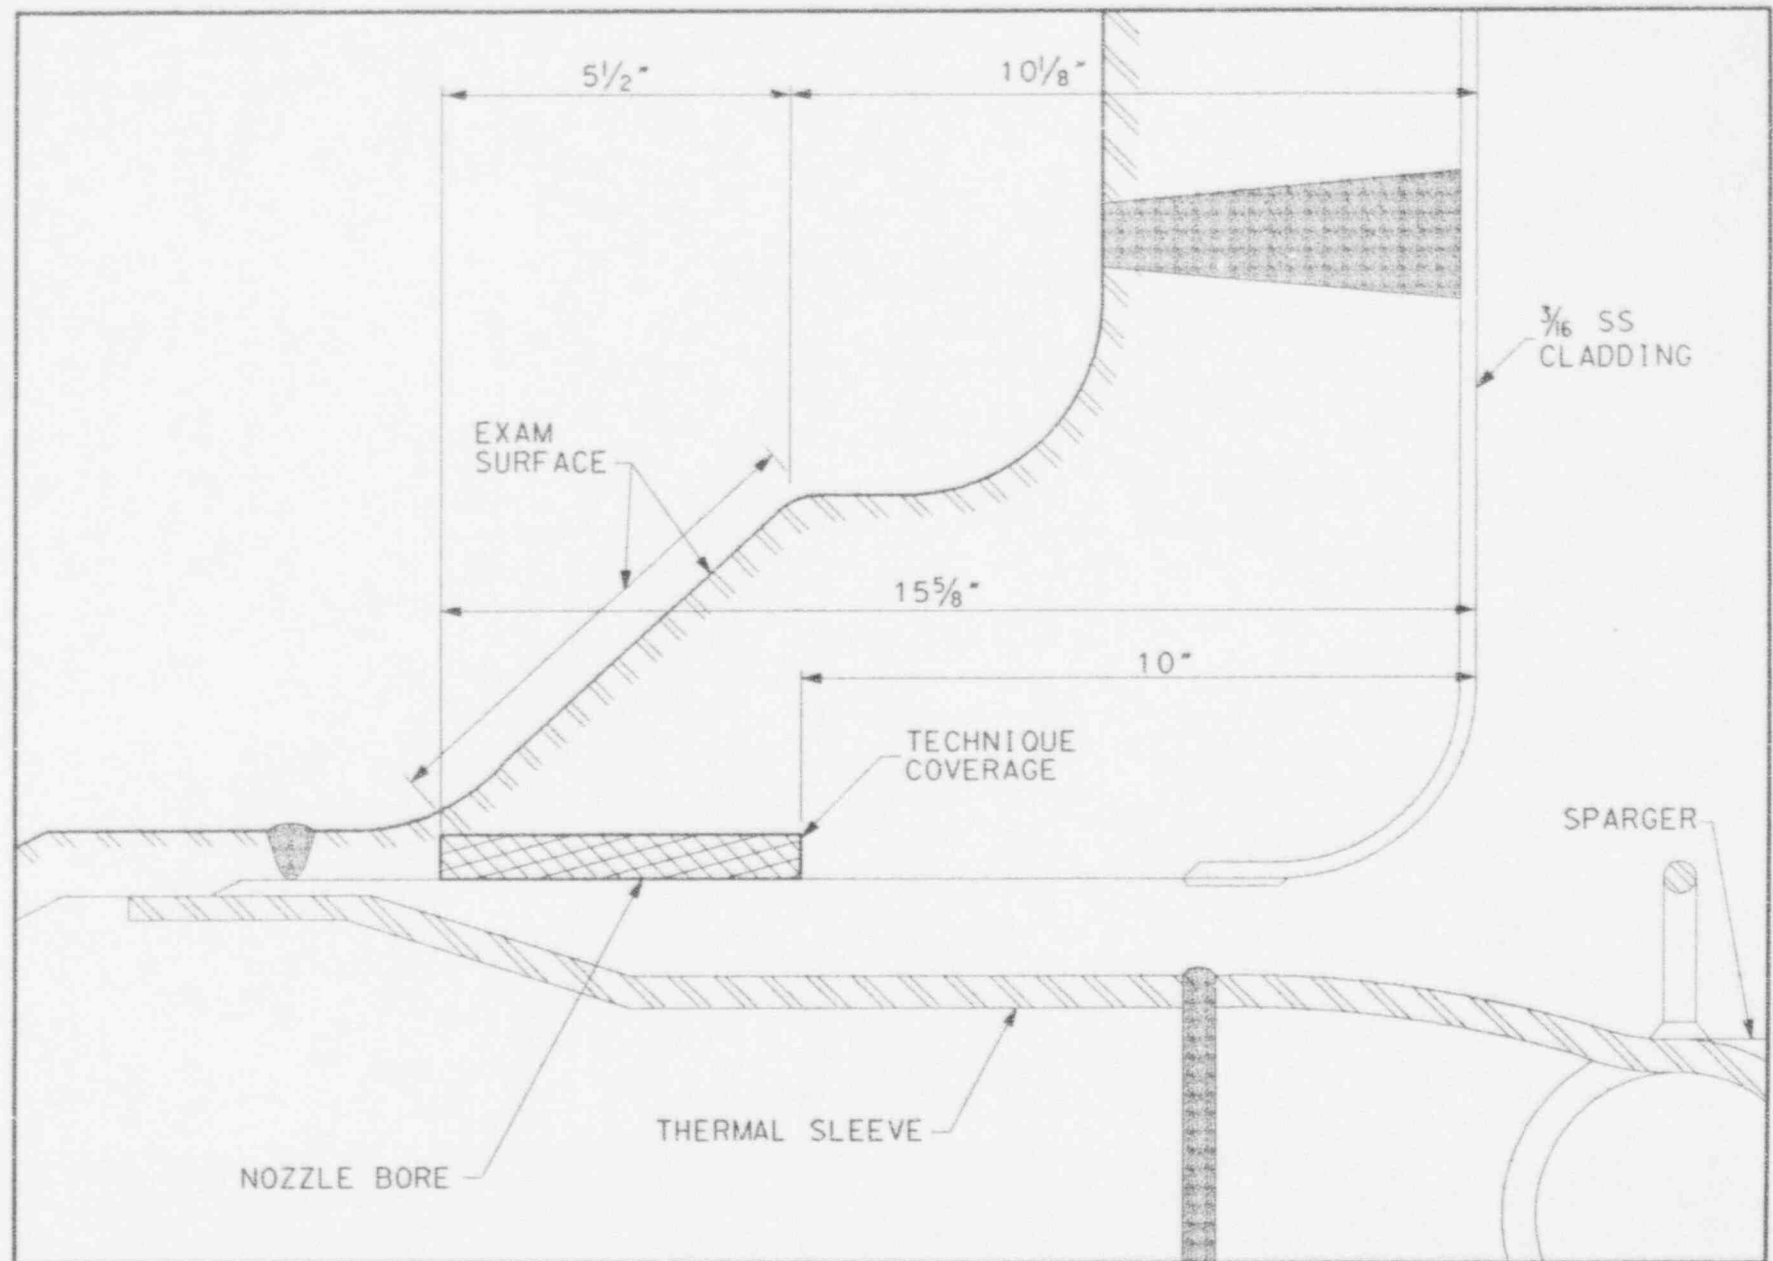 5½"
10⅛"
3/16 SS
CLADDING
EXAM
SURFACE
15⅝"
10"
TECHNIQUE
COVERAGE
SPARGER
THERMAL SLEEVE
NOZZLE BORE